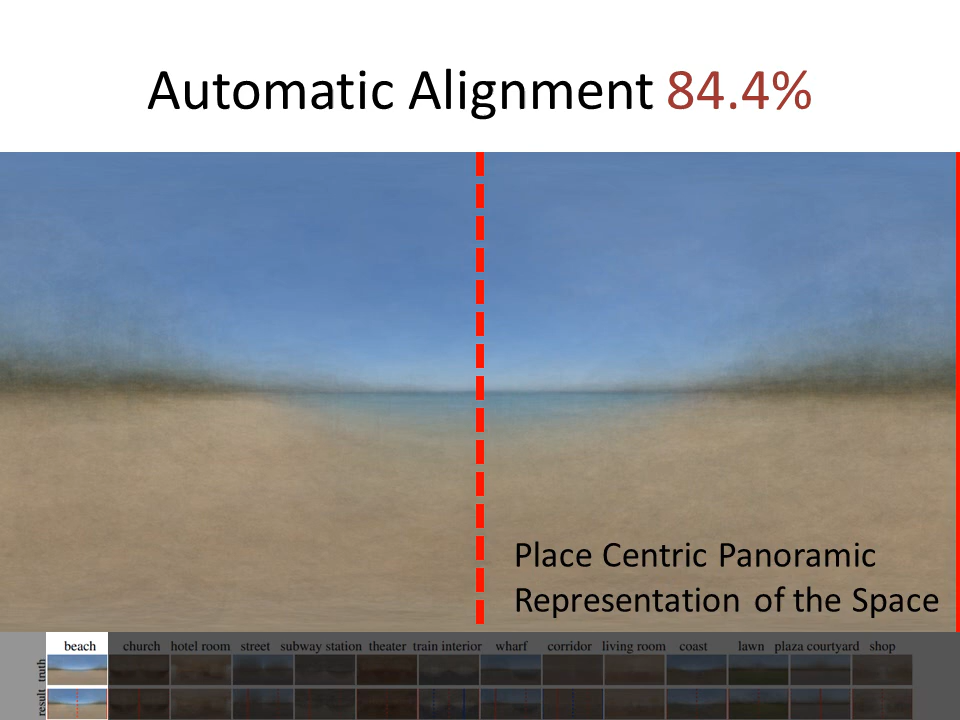 Automatic Alignment 84.4%
Place Centric Panoramic
Representation of the Space
beach church hotel room street subway station theater train interior wharf corridor living room coast lawn plaza courtyard shop
truth
result